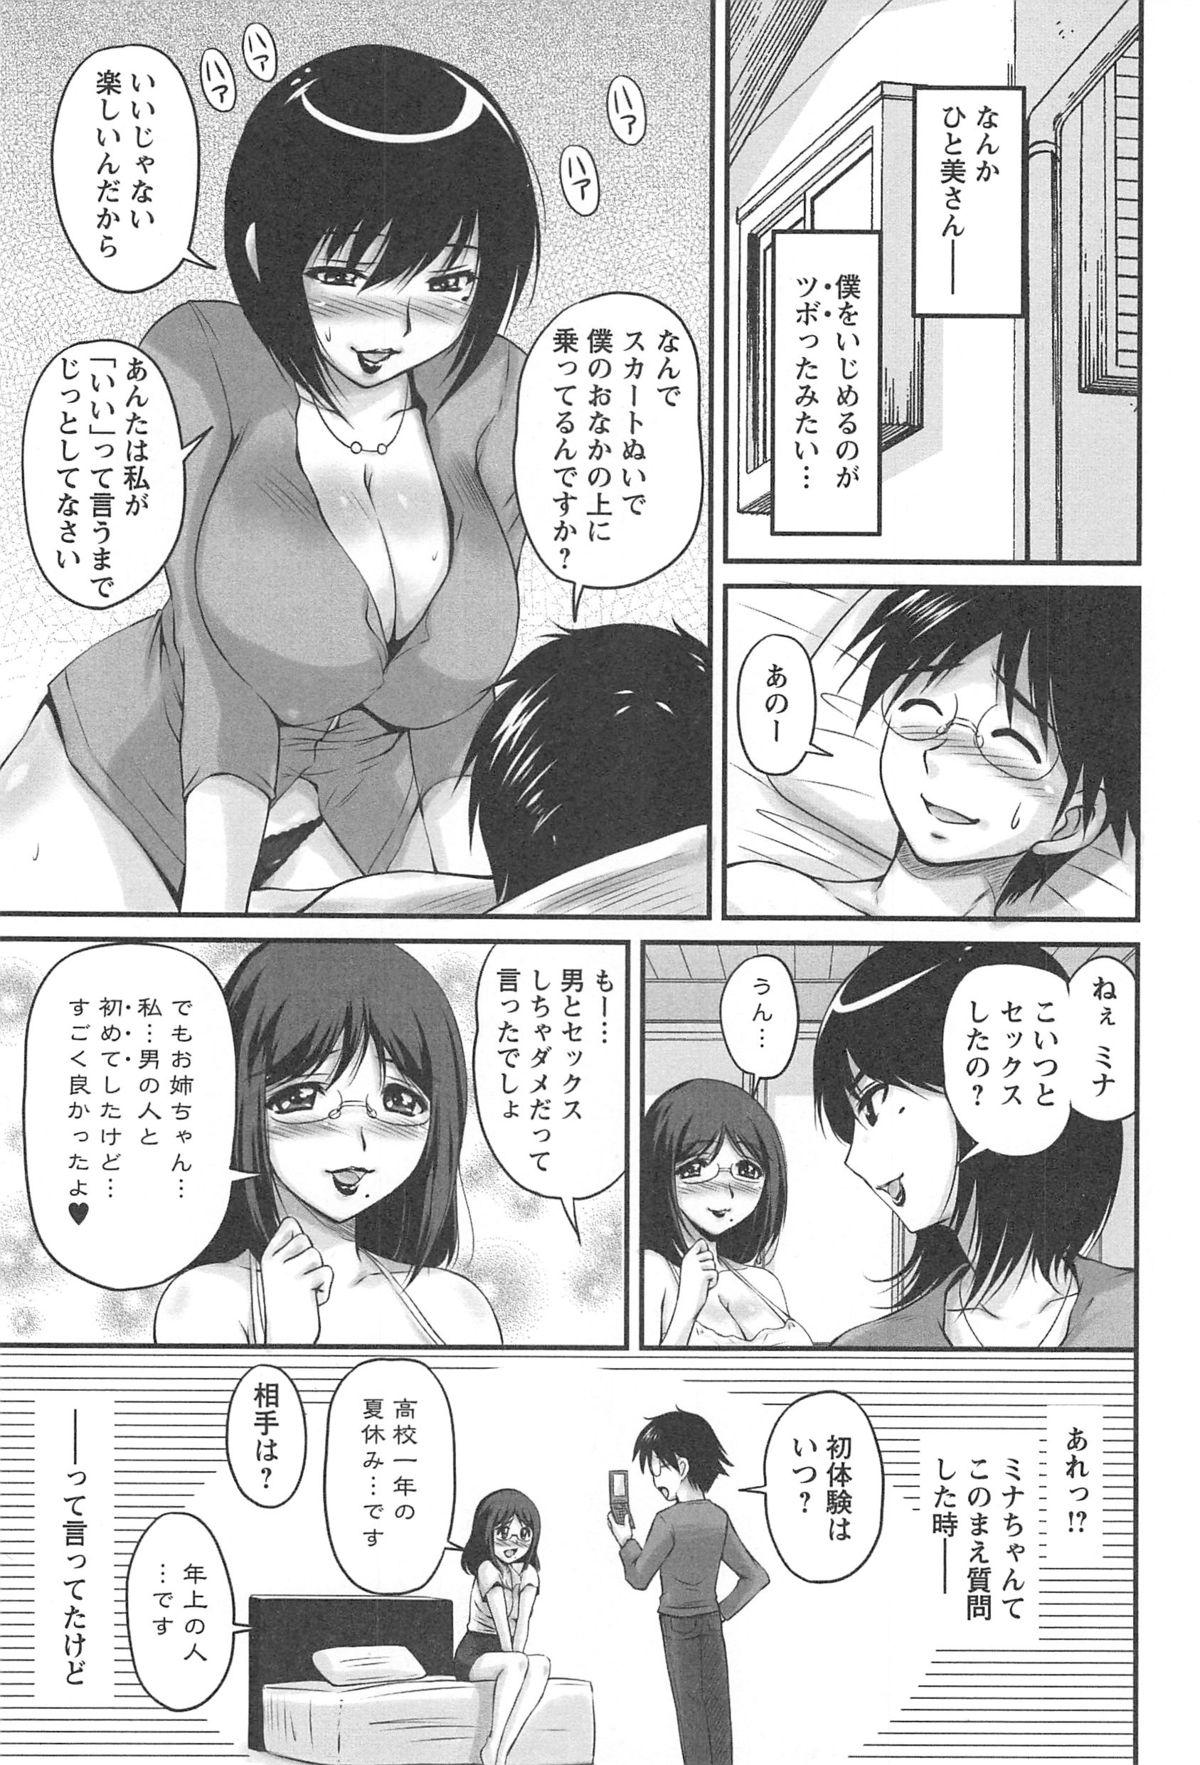 なんか
ひと美さん――
僕をいじめるのが
ツボったみたい…
あのー
なんで
スカートぬいで
僕のおなかの上に
乗ってるんですか?
ハァ
ハァ
ハァ
ハァ
いいじゃない
楽しいんだから
あんたは私が
「いい」って言うまで
じっとしてなさい
ねぇ ミナ
こいつと
セックス
したの?
うん…
もー…
男とセックス
しちゃダメだって
言ったでしょ
でもお姉ちゃん…
私…男の人と
初めてしたけど…
すごく良かったよ♥
あれっ!?
ミナちゃんて
このまえ質問
した時――
初体験は
いつ?
高校一年の
夏休み…です
相手は?
年上の人
…です
――って言ってたけど